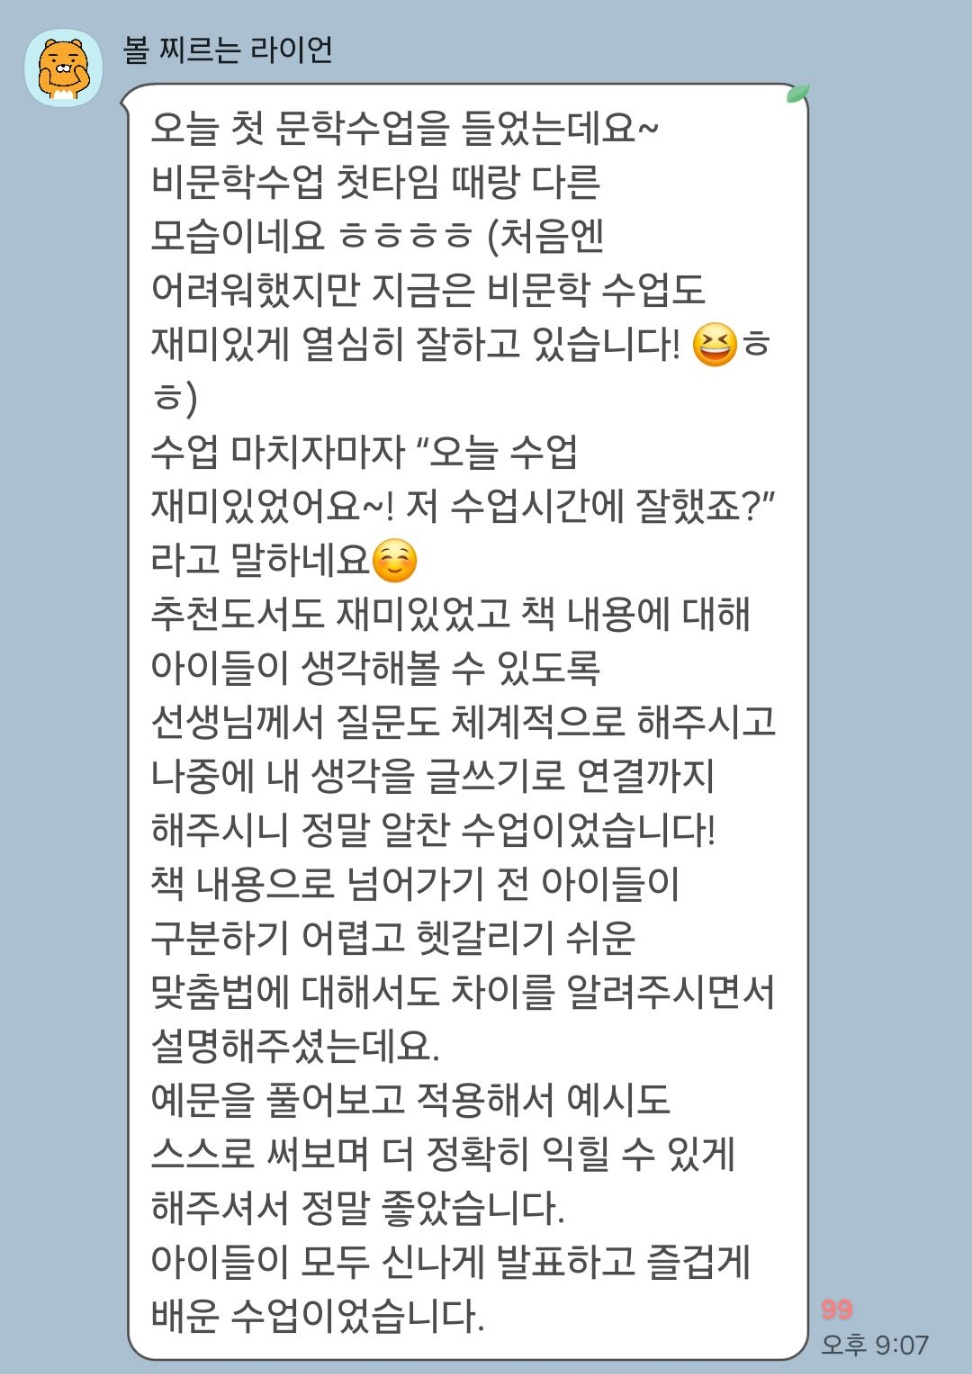 볼 찌르는 라이언
오늘 첫 문학수업을 들었는데요~
비문학수업 첫타임 때랑 다른
모습이네요 ㅎㅎㅎㅎ (처음엔
어려워했지만 지금은 비문학 수업도
재미있게 열심히 잘하고 있습니다! 😆ㅎ
ㅎ)
수업 마치자마자 “오늘 수업
재미있었어요~! 저 수업시간에 잘했죠?”
라고 말하네요☺️
추천도서도 재미있었고 책 내용에 대해
아이들이 생각해볼 수 있도록
선생님께서 질문도 체계적으로 해주시고
나중에 내 생각을 글쓰기로 연결까지
해주시니 정말 알찬 수업이었습니다!
책 내용으로 넘어가기 전 아이들이
구분하기 어렵고 헷갈리기 쉬운
맞춤법에 대해서도 차이를 알려주시면서
설명해주셨는데요.
예문을 풀어보고 적용해서 예시도
스스로 써보며 더 정확히 익힐 수 있게
해주셔서 정말 좋았습니다.
아이들이 모두 신나게 발표하고 즐겁게
배운 수업이었습니다.
99
오후 9:07